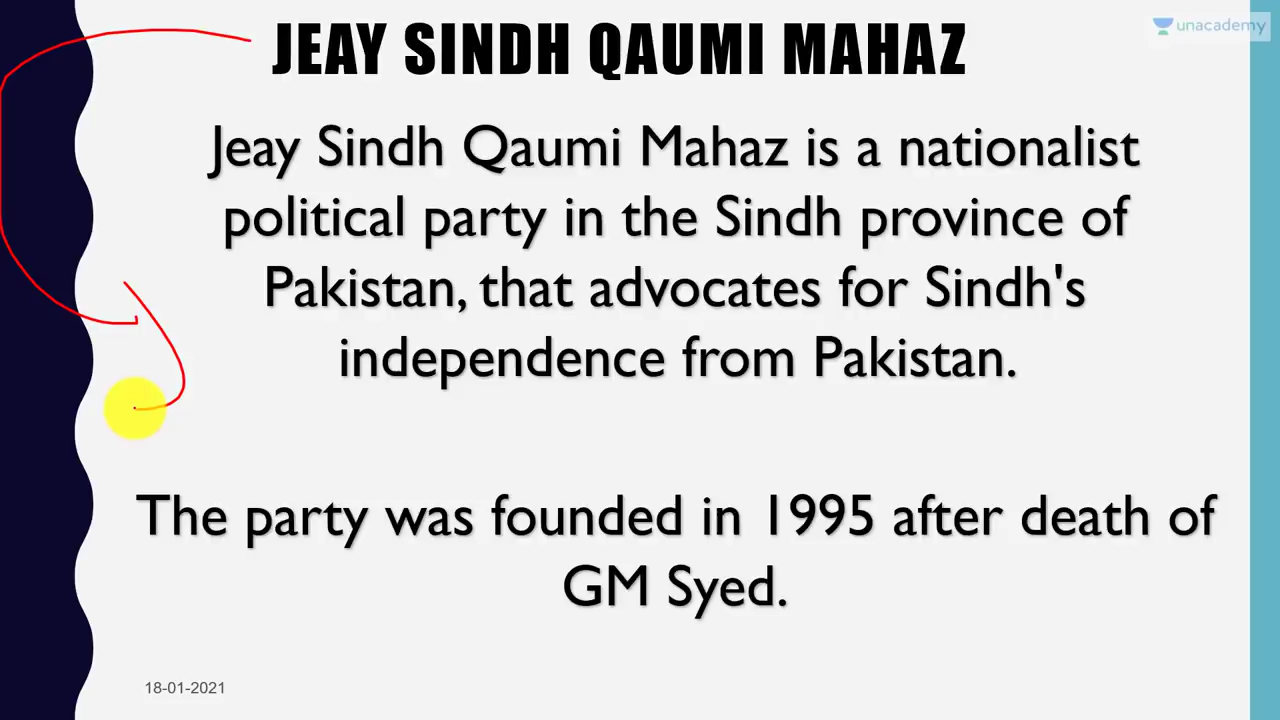 JEAY SINDH QAUMI MAHAZ
unacademy
Jeay Sindh Qaumi Mahaz is a nationalist
political party in the Sindh province of
Pakistan, that advocates for Sindh's
independence from Pakistan.
The party was founded in 1995 after death of
GM Syed.
18-01-2021